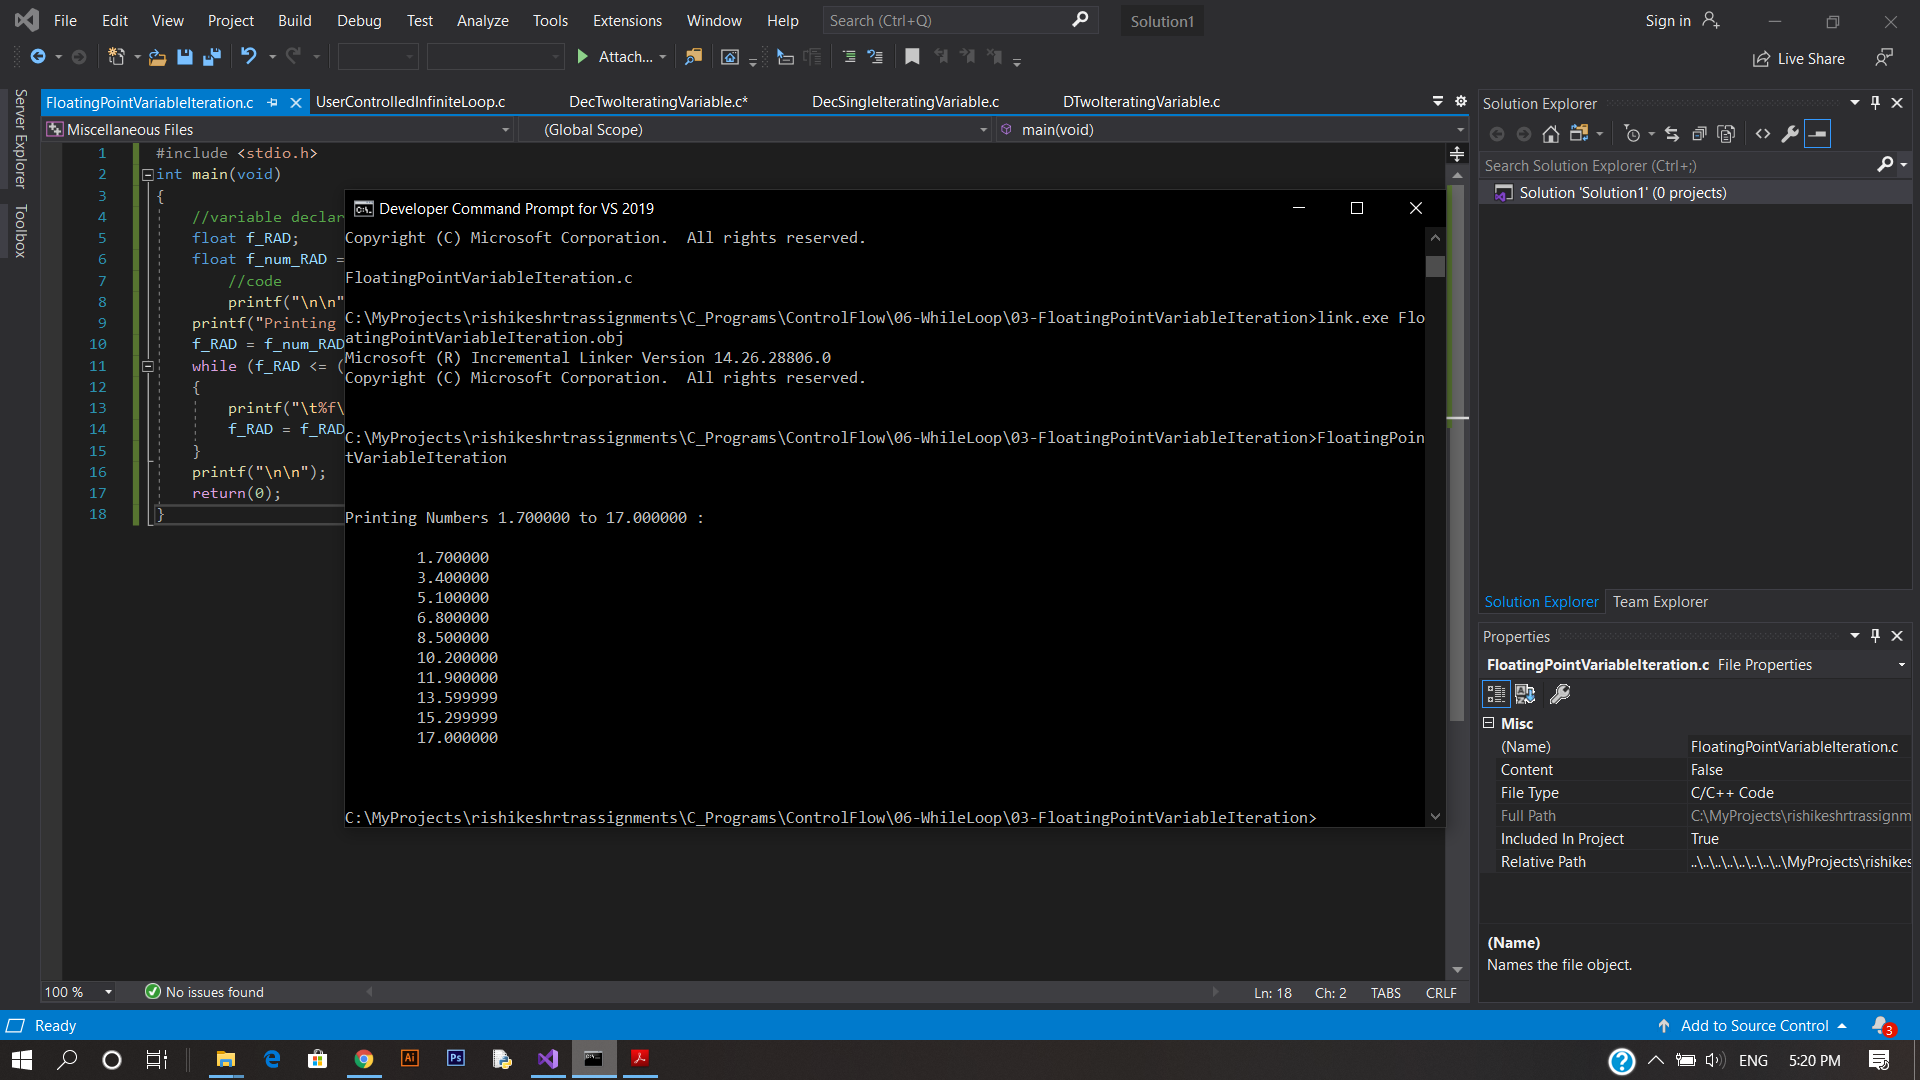 File Edit View Project Build Debug Test Analyze Tools Extensions Window Help Search (Ctrl+Q) Solution1 Sign in
Attach... Live Share
Server Explorer
Toolbox
FloatingPointVariableIteration.c UserControlledInfiniteLoop.c DecTwoIteratingVariable.c* DecSingleIteratingVariable.c DTwoIteratingVariable.c
Miscellaneous Files (Global Scope) main(void)
1 #include <stdio.h>
2 int main(void)
3 {
4 //variable declar
5 float f_RAD;
6 float f_num_RAD =
7 //code
8 printf("\n\n"
9 printf("Printing
10 f_RAD = f_num_RAD
11 while (f_RAD <= (
12 {
13 printf("\t%f\
14 f_RAD = f_RAD
15 }
16 printf("\n\n");
17 return(0);
18 }
Developer Command Prompt for VS 2019
Copyright (C) Microsoft Corporation.  All rights reserved.
FloatingPointVariableIteration.c
C:\MyProjects\rishikeshrtrassignments\C_Programs\ControlFlow\06-WhileLoop\03-FloatingPointVariableIteration>link.exe Flo
atingPointVariableIteration.obj
Microsoft (R) Incremental Linker Version 14.26.28806.0
Copyright (C) Microsoft Corporation.  All rights reserved.
C:\MyProjects\rishikeshrtrassignments\C_Programs\ControlFlow\06-WhileLoop\03-FloatingPointVariableIteration>FloatingPoin
tVariableIteration
Printing Numbers 1.700000 to 17.000000 :
1.700000
3.400000
5.100000
6.800000
8.500000
10.200000
11.900000
13.599999
15.299999
17.000000
C:\MyProjects\rishikeshrtrassignments\C_Programs\ControlFlow\06-WhileLoop\03-FloatingPointVariableIteration>
100 % No issues found Ln: 18 Ch: 2 TABS CRLF
Solution Explorer
Search Solution Explorer (Ctrl+;)
Solution 'Solution1' (0 projects)
Solution Explorer Team Explorer
Properties
FloatingPointVariableIteration.c File Properties
Misc
(Name) FloatingPointVariableIteration.c
Content False
File Type C/C++ Code
Full Path C:\MyProjects\rishikeshrtrassignm
Included In Project True
Relative Path ..\..\..\..\..\..\..\..\MyProjects\rishikes
(Name)
Names the file object.
Ready Add to Source Control 3
Ai Ps ENG 5:20 PM